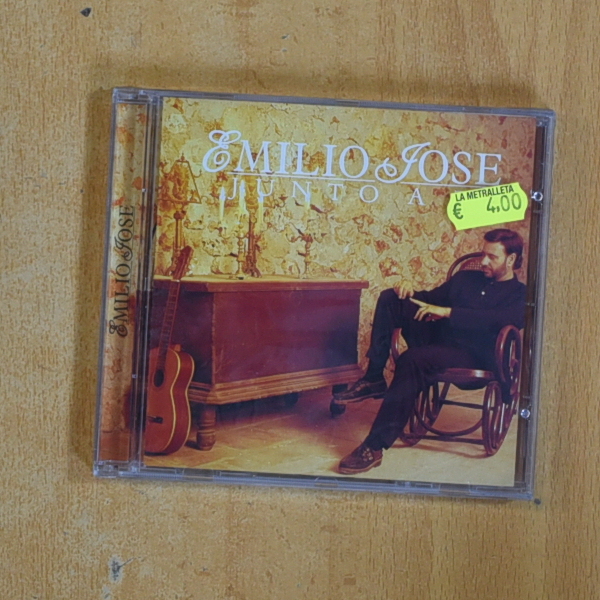 EMILIO JOSE
JUNTO A
LA METRALLETA
€ 4,00
EMILIO JOSE